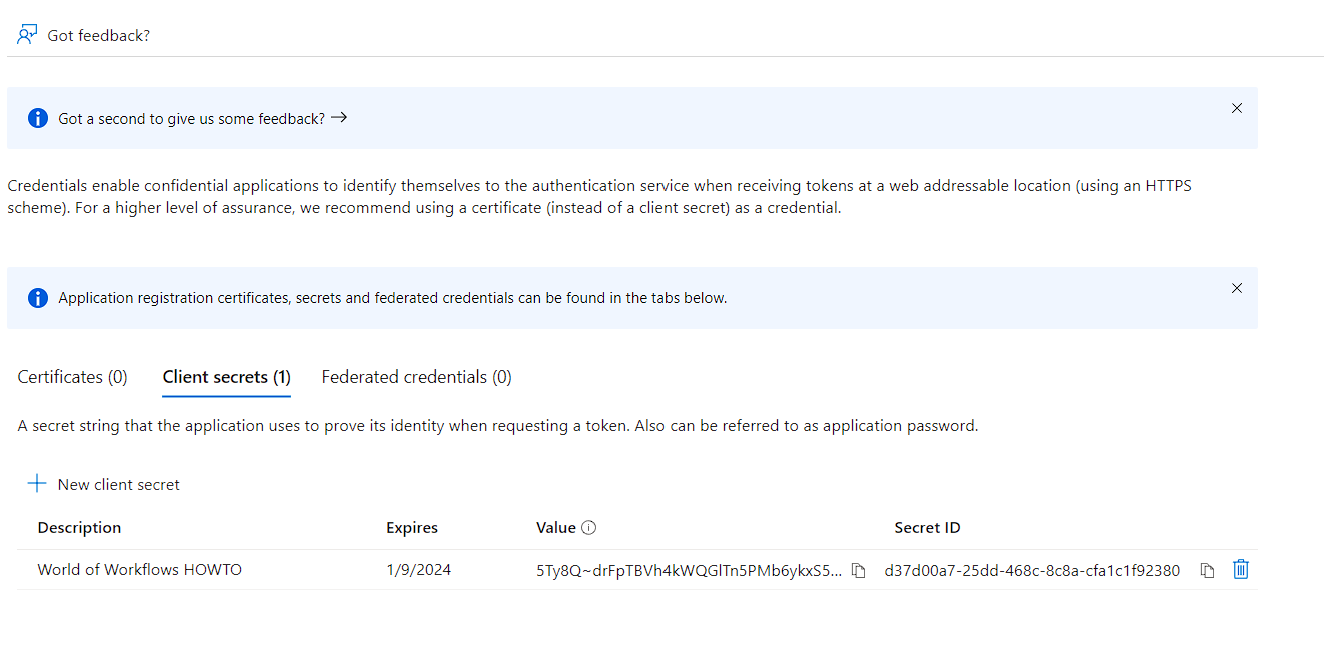 Got feedback?
Got a second to give us some feedback? →
Credentials enable confidential applications to identify themselves to the authentication service when receiving tokens at a web addressable location (using an HTTPS
scheme). For a higher level of assurance, we recommend using a certificate (instead of a client secret) as a credential.
Application registration certificates, secrets and federated credentials can be found in the tabs below.
Certificates (0) Client secrets (1) Federated credentials (0)
A secret string that the application uses to prove its identity when requesting a token. Also can be referred to as application password.
New client secret
Description Expires Value Secret ID
World of Workflows HOWTO 1/9/2024 5Ty8Q~drFpTBVh4kWQGlTn5PMb6ykxS5... d37d00a7-25dd-468c-8c8a-cfa1c1f92380